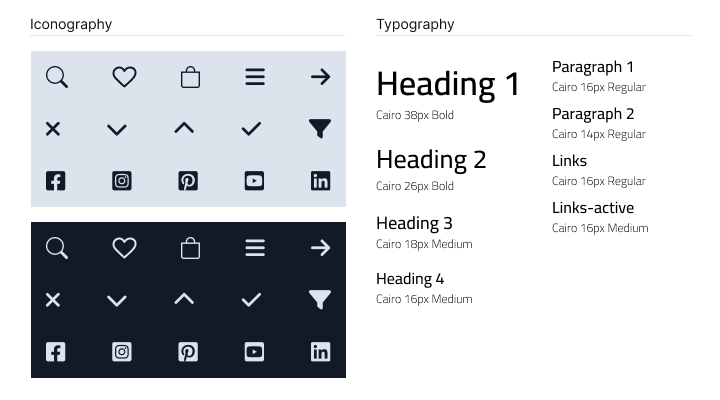 Iconography
Typography
Heading 1
Cairo 38px Bold
Heading 2
Cairo 26px Bold
Heading 3
Cairo 18px Medium
Heading 4
Cairo 16px Medium
Paragraph 1
Cairo 16px Regular
Paragraph 2
Cairo 14px Regular
Links
Cairo 16px Regular
Links-active
Cairo 16px Medium